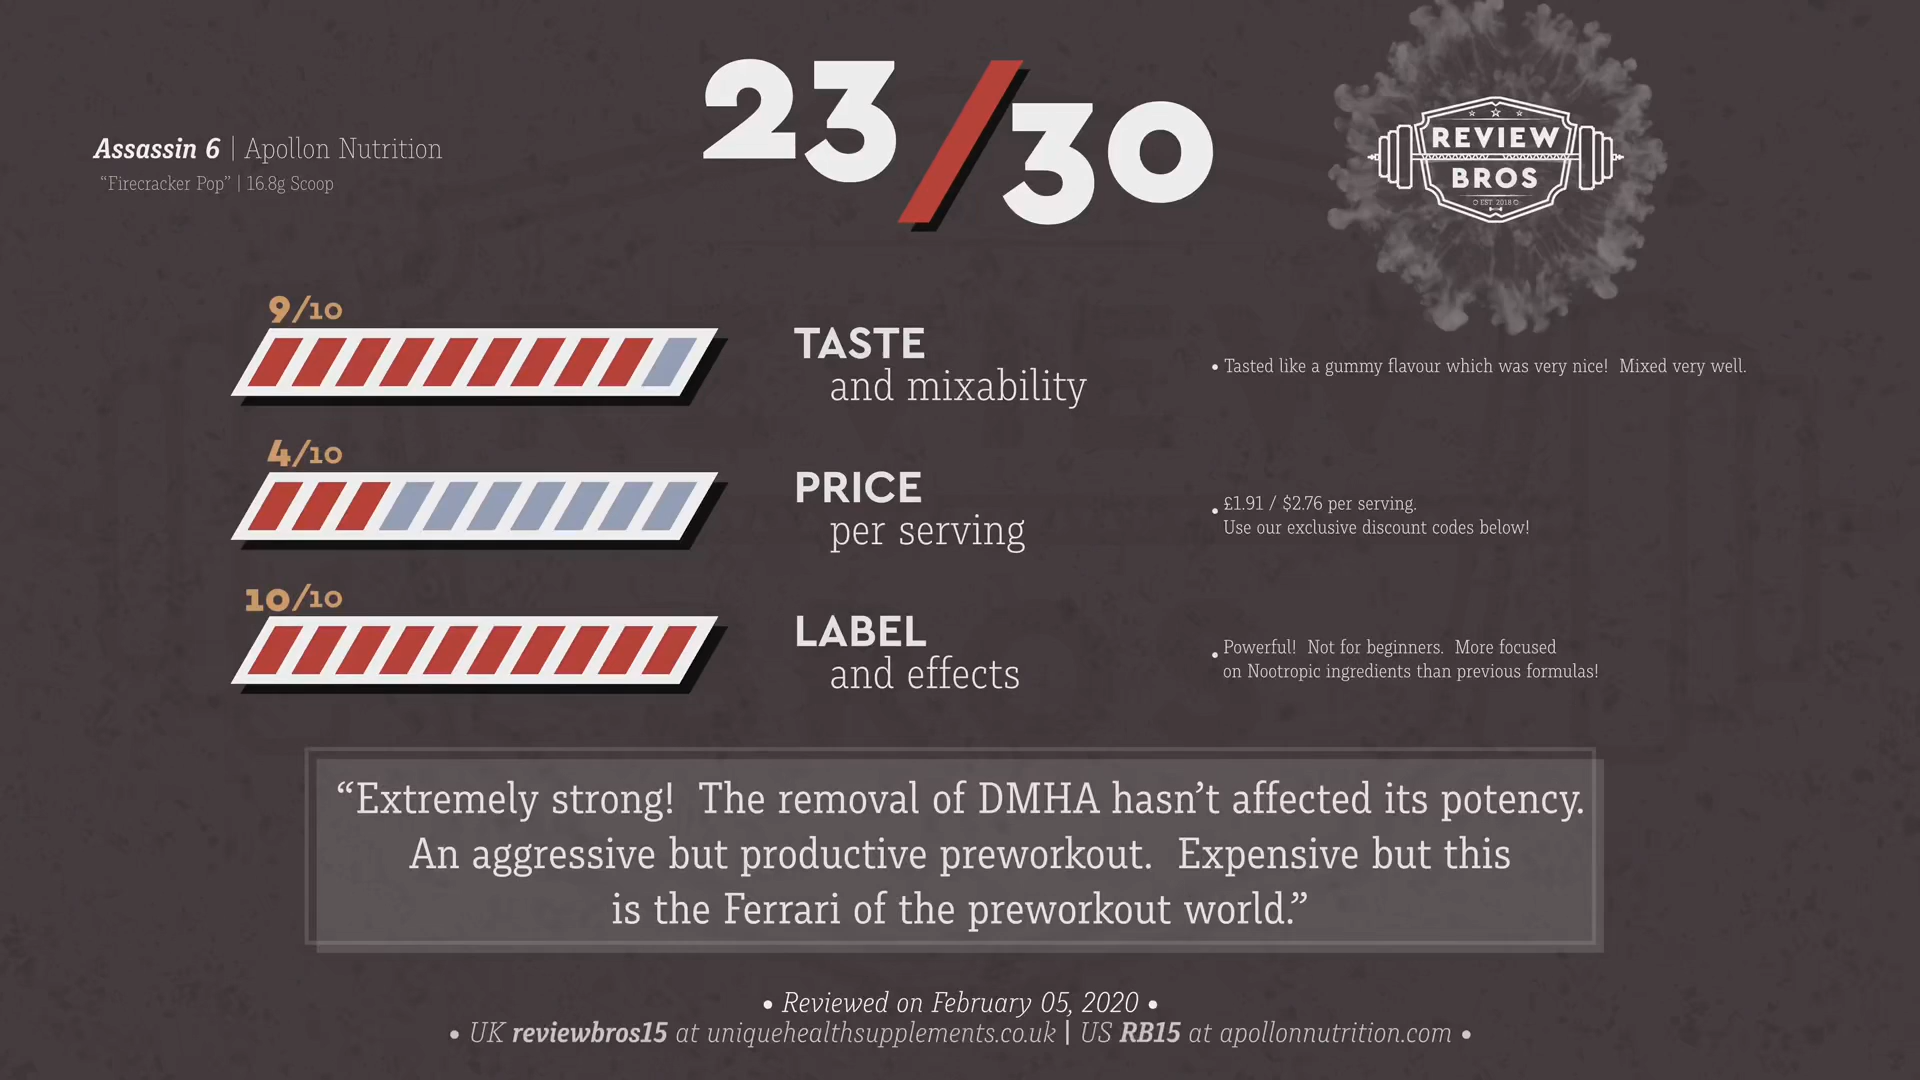 23/30
Assassin 6 | Apollon Nutrition
“Firecracker Pop” | 16.8g Scoop
REVIEW
BROS
EST. 2018
9/10
TASTE
and mixability
• Tasted like a gummy flavour which was very nice! Mixed very well.
4/10
PRICE
per serving
• £1.91 / $2.76 per serving.
Use our exclusive discount codes below!
10/10
LABEL
and effects
• Powerful! Not for beginners. More focused
on Nootropic ingredients than previous formulas!
“Extremely strong! The removal of DMHA hasn’t affected its potency.
An aggressive but productive preworkout. Expensive but this
is the Ferrari of the preworkout world.”
• Reviewed on February 05, 2020 •
• UK reviewbros15 at uniquehealthsupplements.co.uk | US RB15 at apollonnutrition.com •